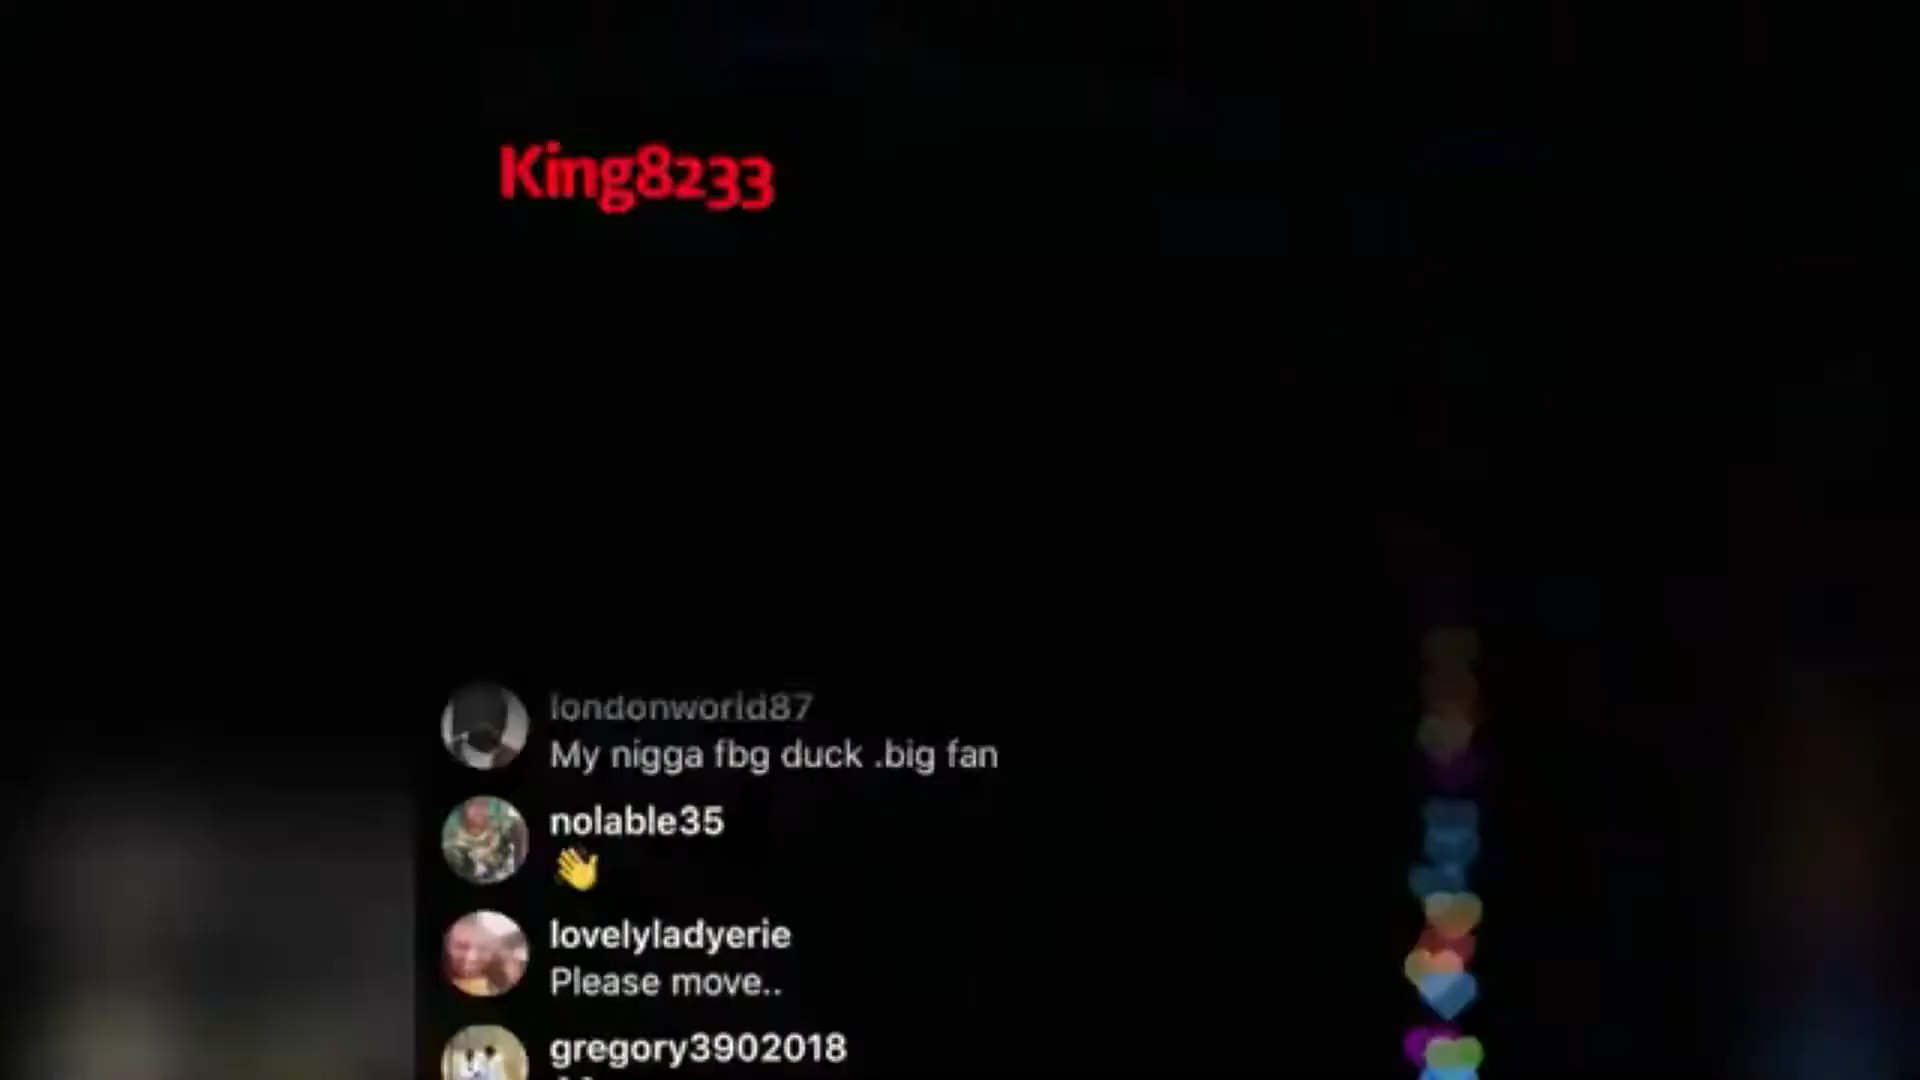 King8233
londonworld87
My nigga fbg duck .big fan
nolable35
👋
lovelyladyerie
Please move..
gregory3902018